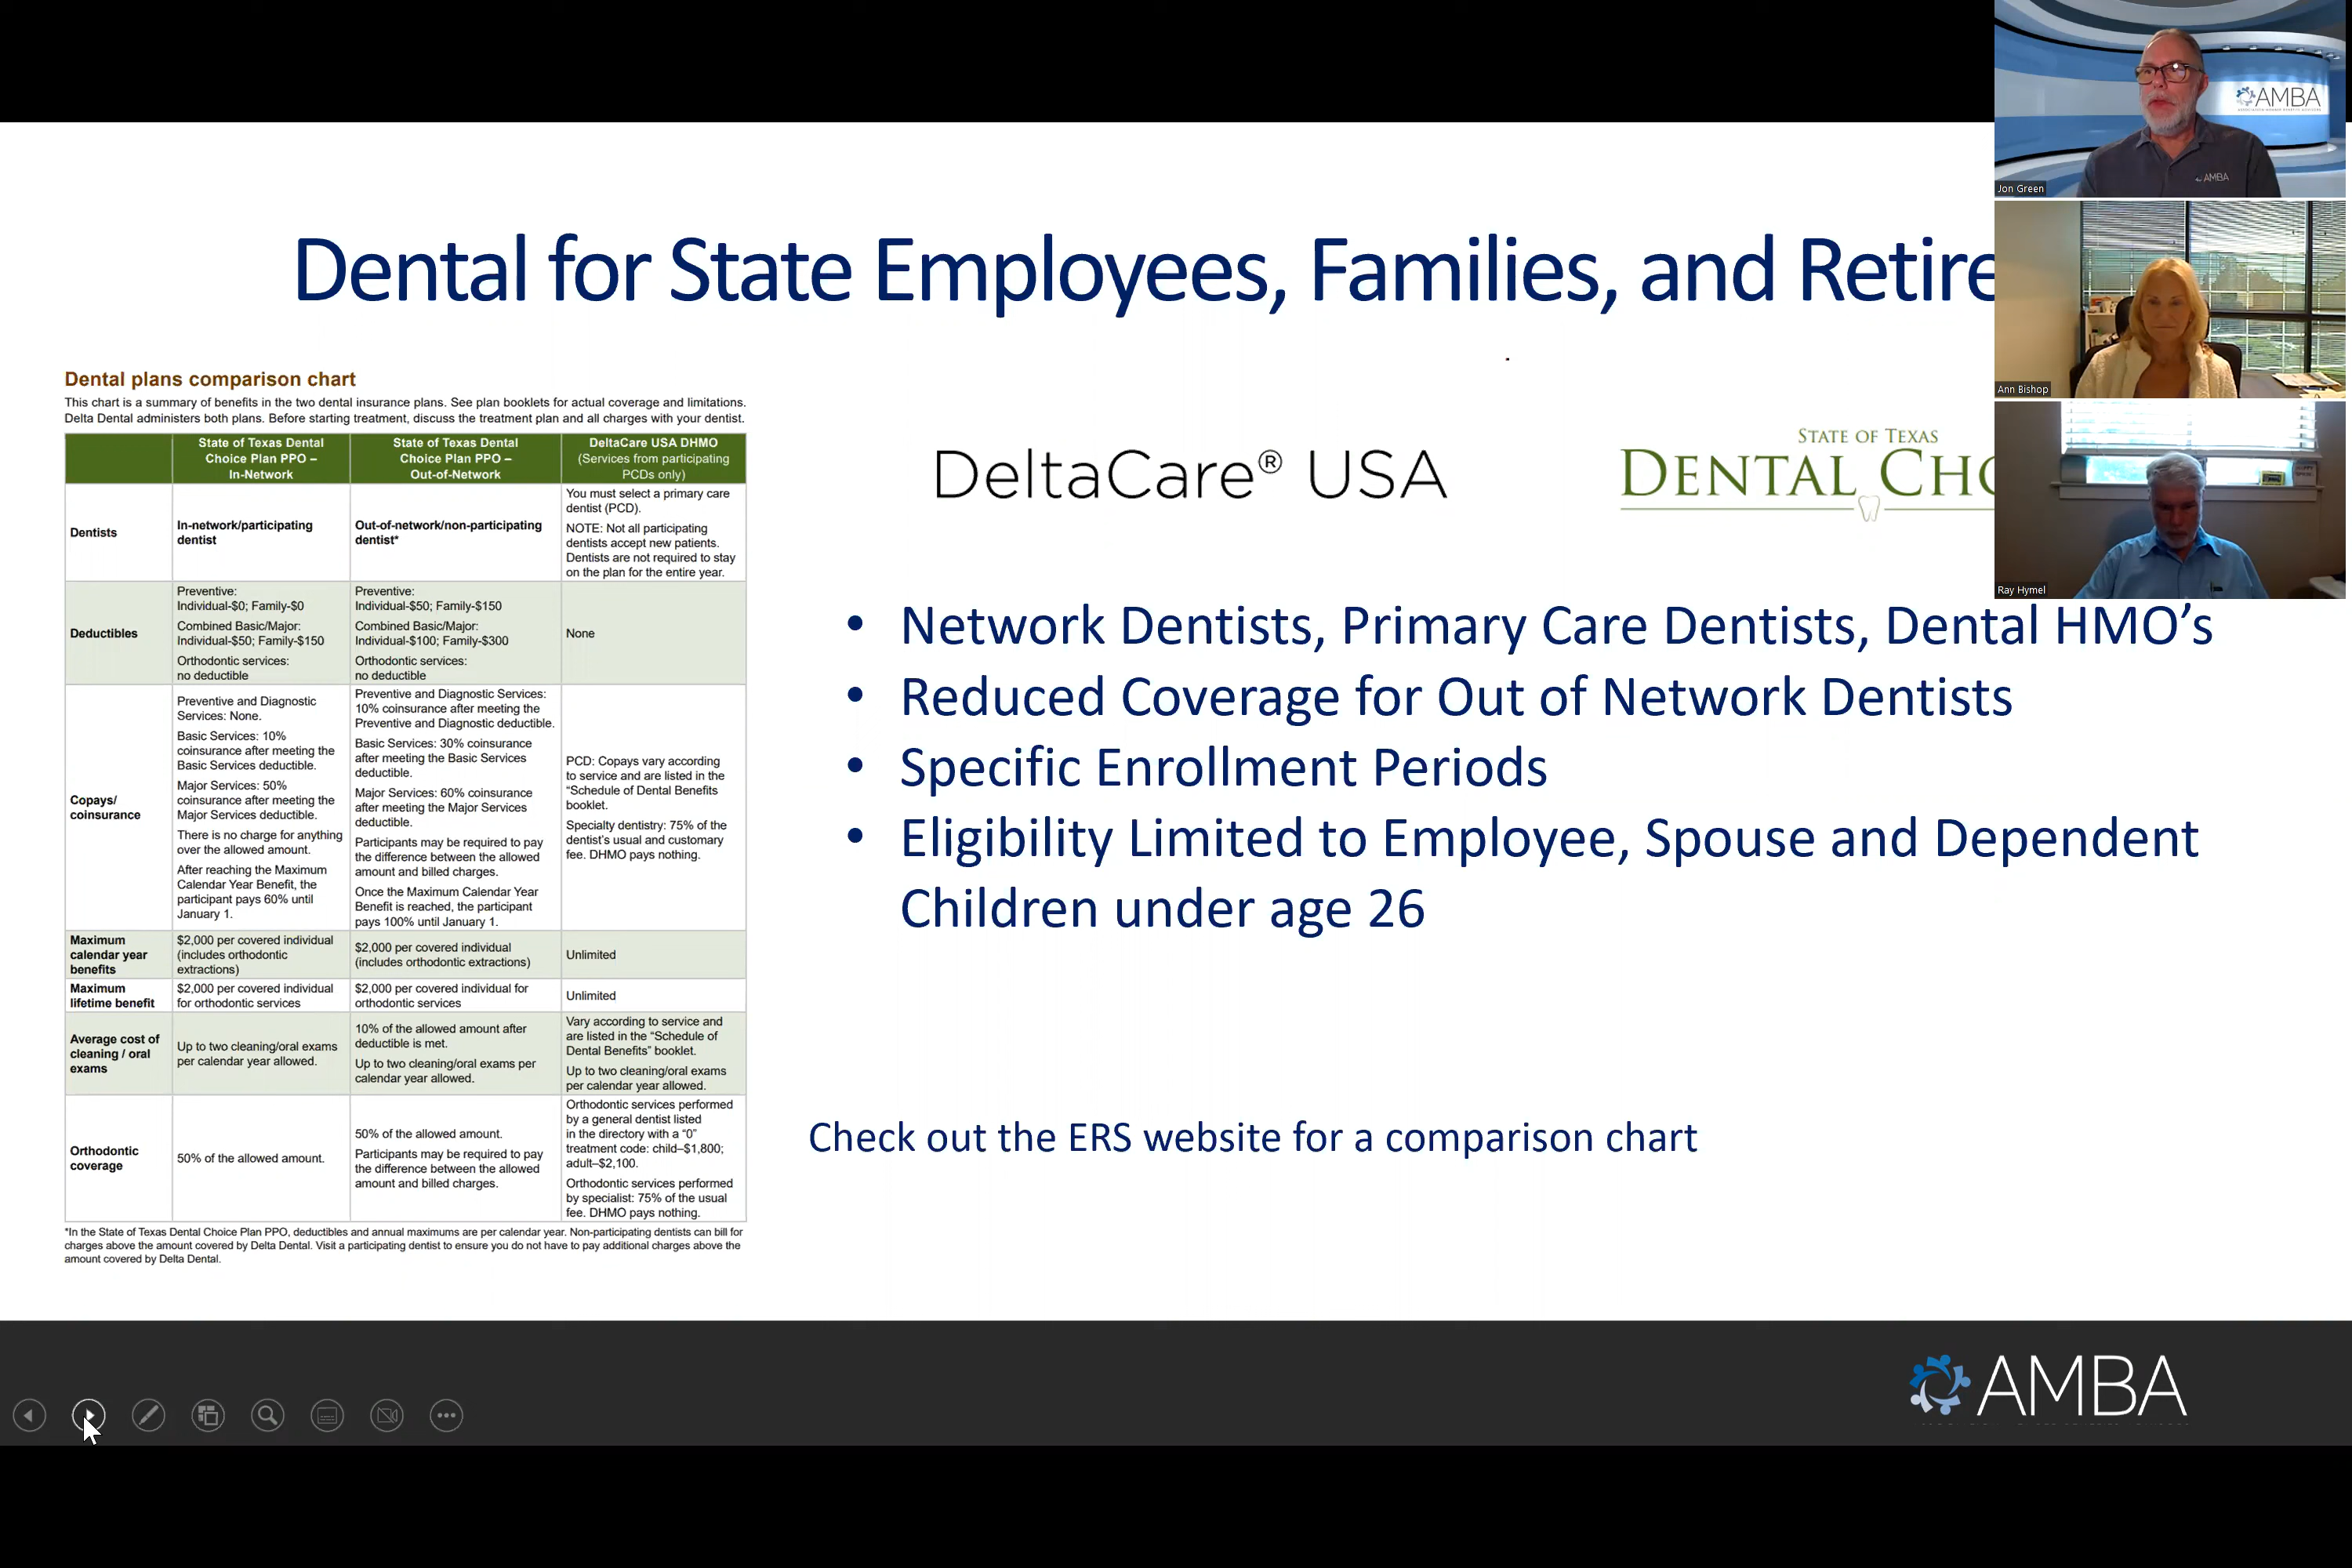 Dental for State Employees, Families, and Retire
Dental plans comparison chart
This chart is a summary of benefits in the two dental insurance plans. See plan booklets for actual coverage and limitations.
Delta Dental administers both plans. Before starting treatment, discuss the treatment plan and all charges with your dentist.
State of Texas Dental
Choice Plan PPO –
In-Network
State of Texas Dental
Choice Plan PPO –
Out-of-Network
DeltaCare USA DHMO
(Services from participating
PCDs only)
Dentists
In-network/participating
dentist
Out-of-network/non-participating
dentist*
You must select a primary care
dentist (PCD).
NOTE: Not all participating
dentists accept new patients.
Dentists are not required to stay
on the plan for the entire year.
Deductibles
Preventive:
Individual-$0; Family-$0
Combined Basic/Major:
Individual-$50; Family-$150
Orthodontic services:
no deductible
Preventive:
Individual-$50; Family-$150
Combined Basic/Major:
Individual-$100; Family-$300
Orthodontic services:
no deductible
None
Copays/
coinsurance
Preventive and Diagnostic
Services: None.
Basic Services: 10%
coinsurance after meeting the
Basic Services deductible.
Major Services: 50%
coinsurance after meeting the
Major Services deductible.
There is no charge for anything
over the allowed amount.
After reaching the Maximum
Calendar Year Benefit, the
participant pays 60% until
January 1.
Preventive and Diagnostic Services:
10% coinsurance after meeting the
Preventive and Diagnostic deductible.
Basic Services: 30% coinsurance
after meeting the Basic Services
deductible.
Major Services: 60% coinsurance
after meeting the Major Services
deductible.
Participants may be required to pay
the difference between the allowed
amount and billed charges.
Once the Maximum Calendar Year
Benefit is reached, the participant
pays 100% until January 1.
PCD: Copays vary according
to service and are listed in the
“Schedule of Dental Benefits
booklet.
Specialty dentistry: 75% of the
dentist’s usual and customary
fee. DHMO pays nothing.
Maximum
calendar year
benefits
$2,000 per covered individual
(includes orthodontic
extractions)
$2,000 per covered individual
(includes orthodontic extractions)
Unlimited
Maximum
lifetime benefit
$2,000 per covered individual
for orthodontic services
$2,000 per covered individual for
orthodontic services
Unlimited
Average cost of
cleaning / oral
exams
Up to two cleaning/oral exams
per calendar year allowed.
10% of the allowed amount after
deductible is met.
Up to two cleaning/oral exams per
calendar year allowed.
Vary according to service and
are listed in the “Schedule of
Dental Benefits” booklet.
Up to two cleaning/oral exams
per calendar year allowed.
Orthodontic
coverage
50% of the allowed amount.
50% of the allowed amount.
Participants may be required to pay
the difference between the allowed
amount and billed charges.
Orthodontic services performed
by a general dentist listed
in the directory with a “0”
treatment code: child–$1,800;
adult–$2,100.
Orthodontic services performed
by specialist: 75% of the usual
fee. DHMO pays nothing.
*In the State of Texas Dental Choice Plan PPO, deductibles and annual maximums are per calendar year. Non-participating dentists can bill for
charges above the amount covered by Delta Dental. Visit a participating dentist to ensure you do not have to pay additional charges above the
amount covered by Delta Dental.
DeltaCare® USA
STATE OF TEXAS
DENTAL CHO
• Network Dentists, Primary Care Dentists, Dental HMO’s
• Reduced Coverage for Out of Network Dentists
• Specific Enrollment Periods
• Eligibility Limited to Employee, Spouse and Dependent
Children under age 26
Check out the ERS website for a comparison chart
AMBA
AMBA
Jon Green
Ann Bishop
Ray Hymel
AMBA